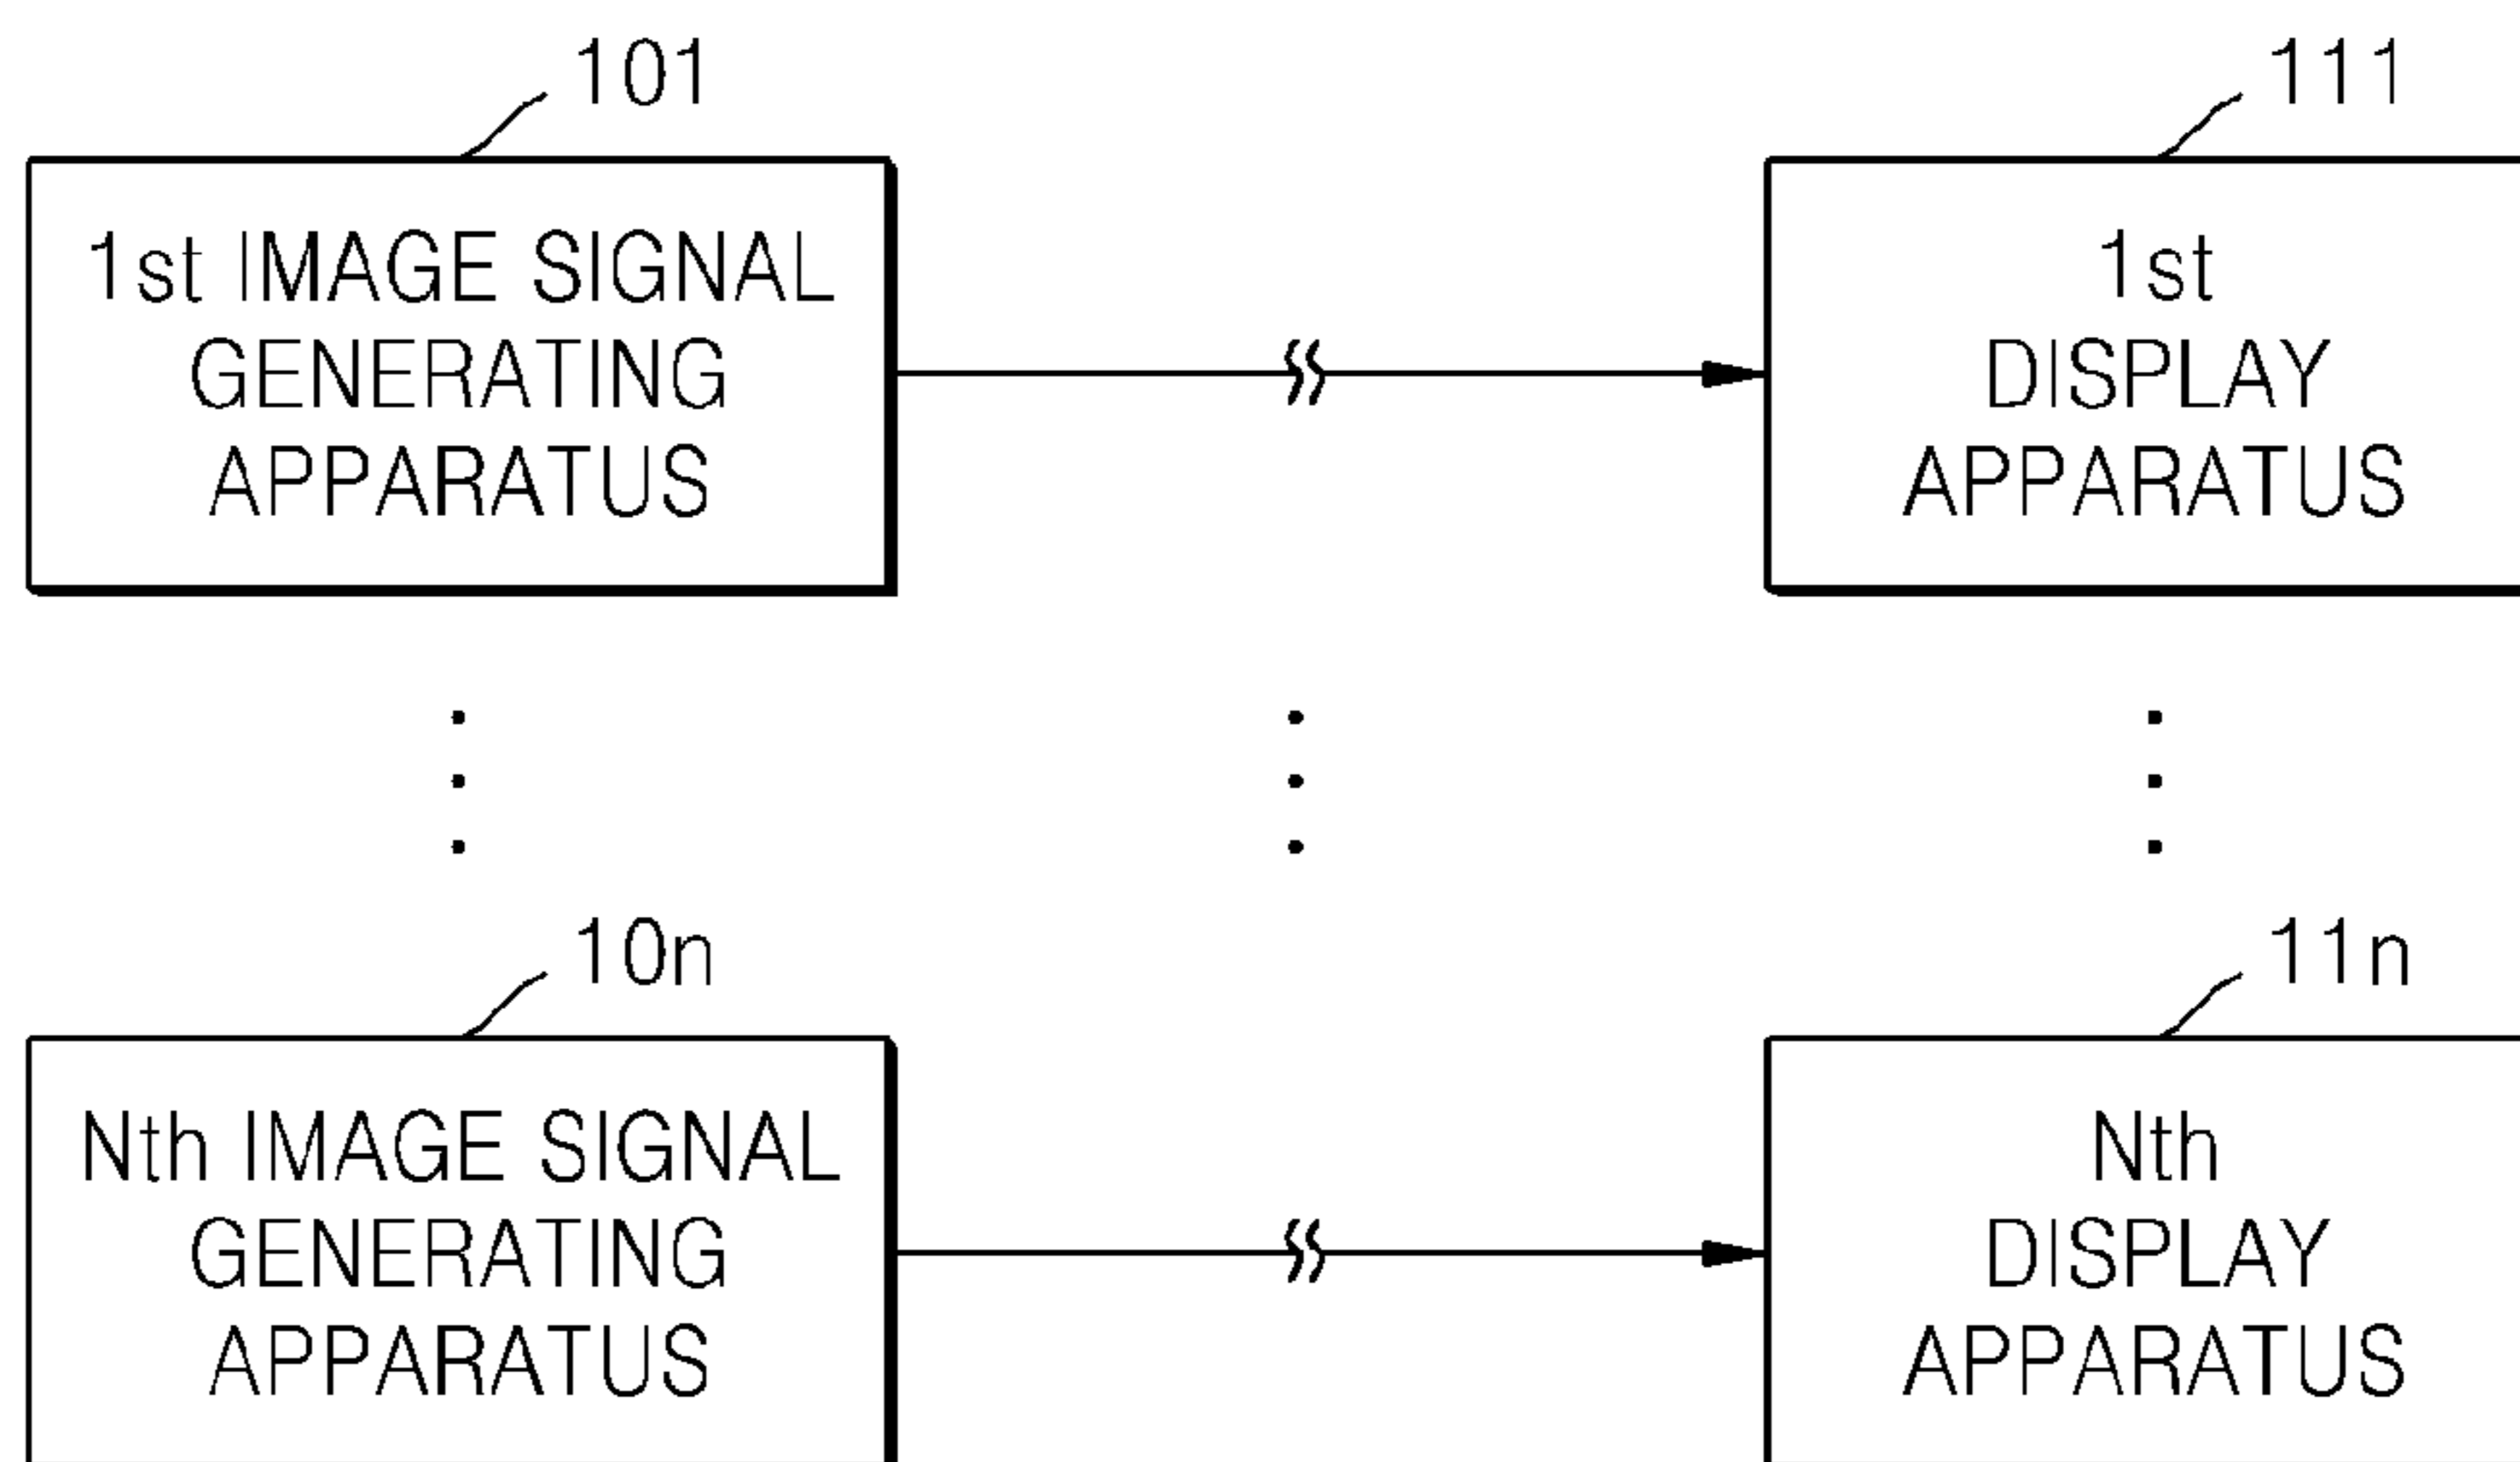 101
111
1st IMAGE SIGNAL
GENERATING
APPARATUS
1st
DISPLAY
APPARATUS
10n
11n
Nth IMAGE SIGNAL
GENERATING
APPARATUS
Nth
DISPLAY
APPARATUS